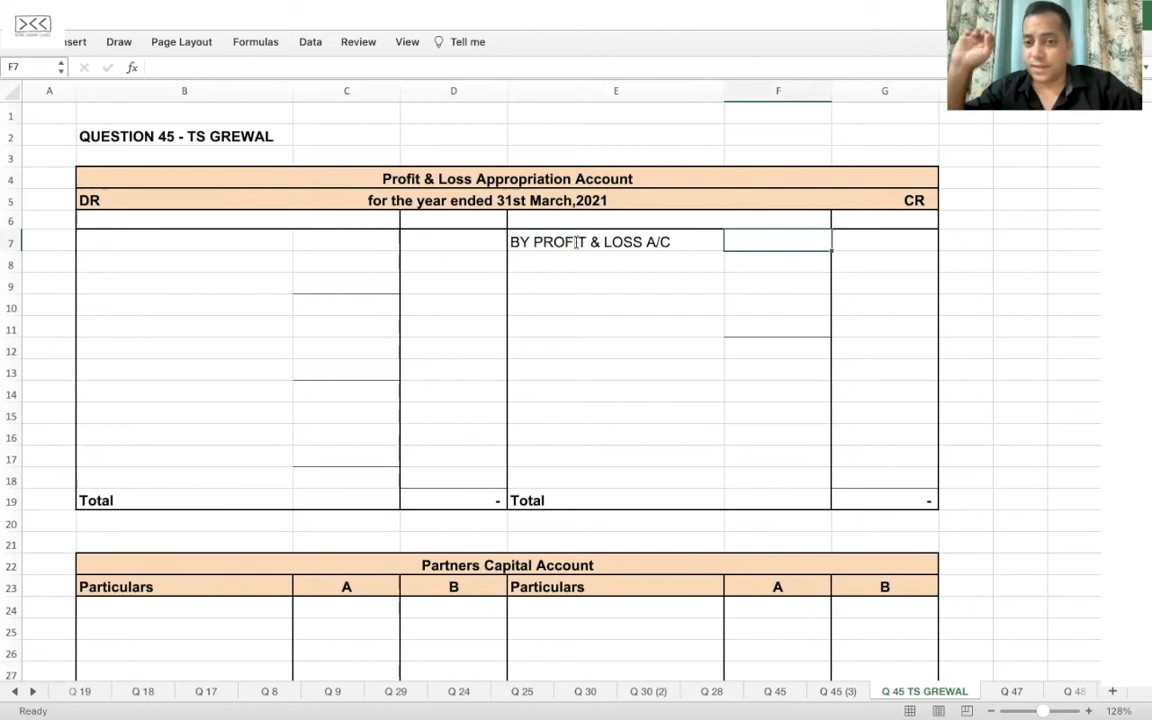 nsert Draw Page Layout Formulas Data Review View Tell me
F7 fx
A B C D E F G
1
2 QUESTION 45 - TS GREWAL
3
4 Profit & Loss Appropriation Account
5 DR for the year ended 31st March,2021 CR
6
7 BY PROFIT & LOSS A/C
8
9
10
11
12
13
14
15
16
17
18
19 Total - Total -
20
21
22 Partners Capital Account
23 Particulars A B Particulars A B
24
25
26
27
Q 19 Q 18 Q 17 Q 8 Q 9 Q 29 Q 24 Q 25 Q 30 Q 30 (2) Q 28 Q 45 Q 45 (3) Q 45 TS GREWAL Q 47 Q 48
Ready 128%